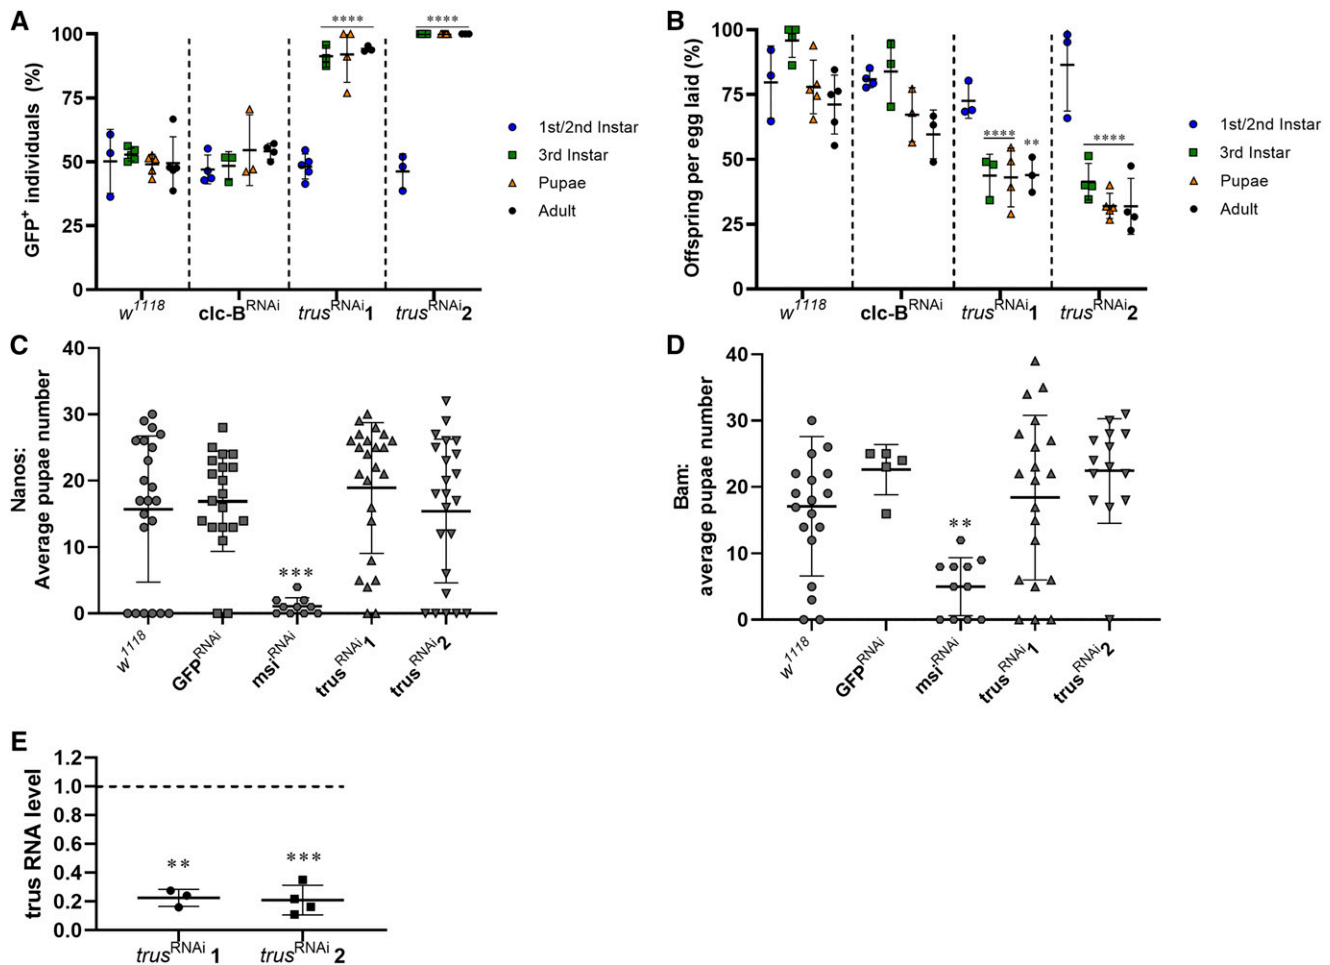 A
GFP+ individuals (%)
100
75
50
25
0
****
****
w1118
clc-BRNAi
trusRNAi1
trusRNAi2
1st/2nd Instar
3rd Instar
Pupae
Adult
B
Offspring per egg laid (%)
100
75
50
25
0
****
**
****
w1118
clc-BRNAi
trusRNAi1
trusRNAi2
1st/2nd Instar
3rd Instar
Pupae
Adult
C
Nanos:
Average pupae number
40
30
20
10
0
***
w1118
GFPRNAi
msiRNAi
trusRNAi1
trusRNAi2
D
Bam:
average pupae number
40
30
20
10
0
**
w1118
GFPRNAi
msiRNAi
trusRNAi1
trusRNAi2
E
trus RNA level
1.2
1.0
0.8
0.6
0.4
0.2
0.0
**
***
trusRNAi 1
trusRNAi 2